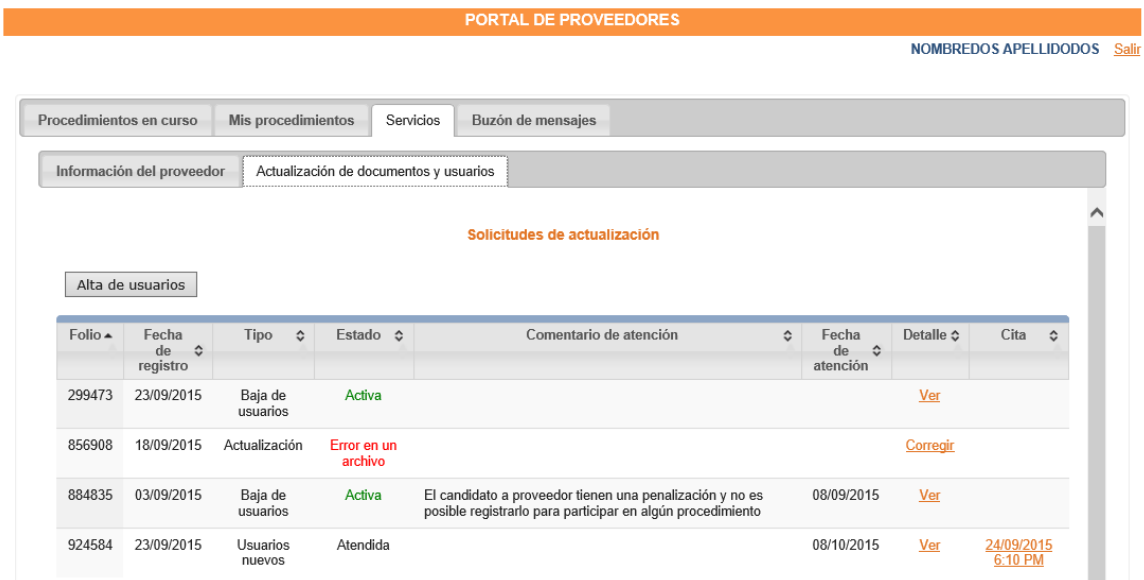 PORTAL DE PROVEEDORES
NOMBREDOS APELLIDODOS Salir
Procedimientos en curso Mis procedimientos Servicios Buzón de mensajes
Información del proveedor Actualización de documentos y usuarios
Solicitudes de actualización
Alta de usuarios
Folio Fecha de registro Tipo Estado Comentario de atención Fecha de atención Detalle Cita
299473 23/09/2015 Baja de usuarios Activa Ver
856908 18/09/2015 Actualización Error en un archivo Corregir
884835 03/09/2015 Baja de usuarios Activa El candidato a proveedor tienen una penalización y no es posible registrarlo para participar en algún procedimiento 08/09/2015 Ver
924584 23/09/2015 Usuarios nuevos Atendida 08/10/2015 Ver 24/09/2015 6:10 PM